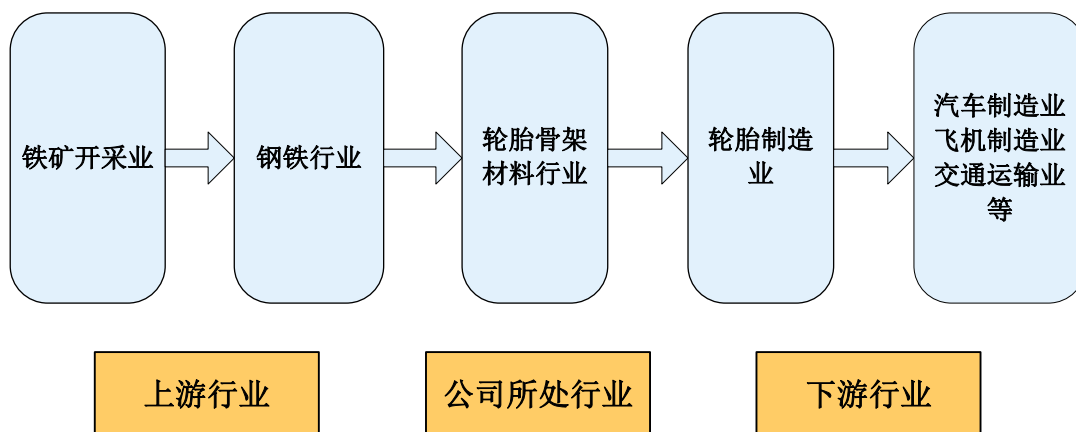 铁矿开采业
钢铁行业
轮胎骨架
材料行业
轮胎制造
业
汽车制造业
飞机制造业
交通运输业
等
上游行业
公司所处行业
下游行业